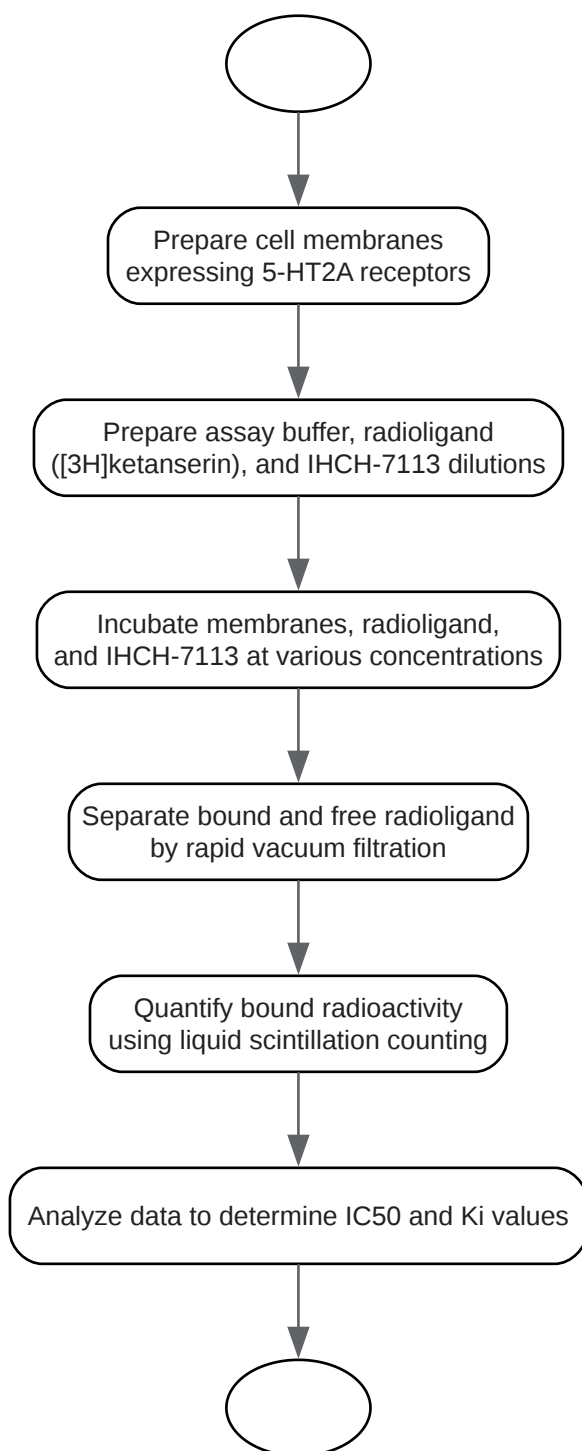 Prepare cell membranes
expressing 5-HT2A receptors
Prepare assay buffer, radioligand
([3H]ketanserin), and IHCH-7113 dilutions
Incubate membranes, radioligand,
and IHCH-7113 at various concentrations
Separate bound and free radioligand
by rapid vacuum filtration
Quantify bound radioactivity
using liquid scintillation counting
Analyze data to determine IC50 and Ki values